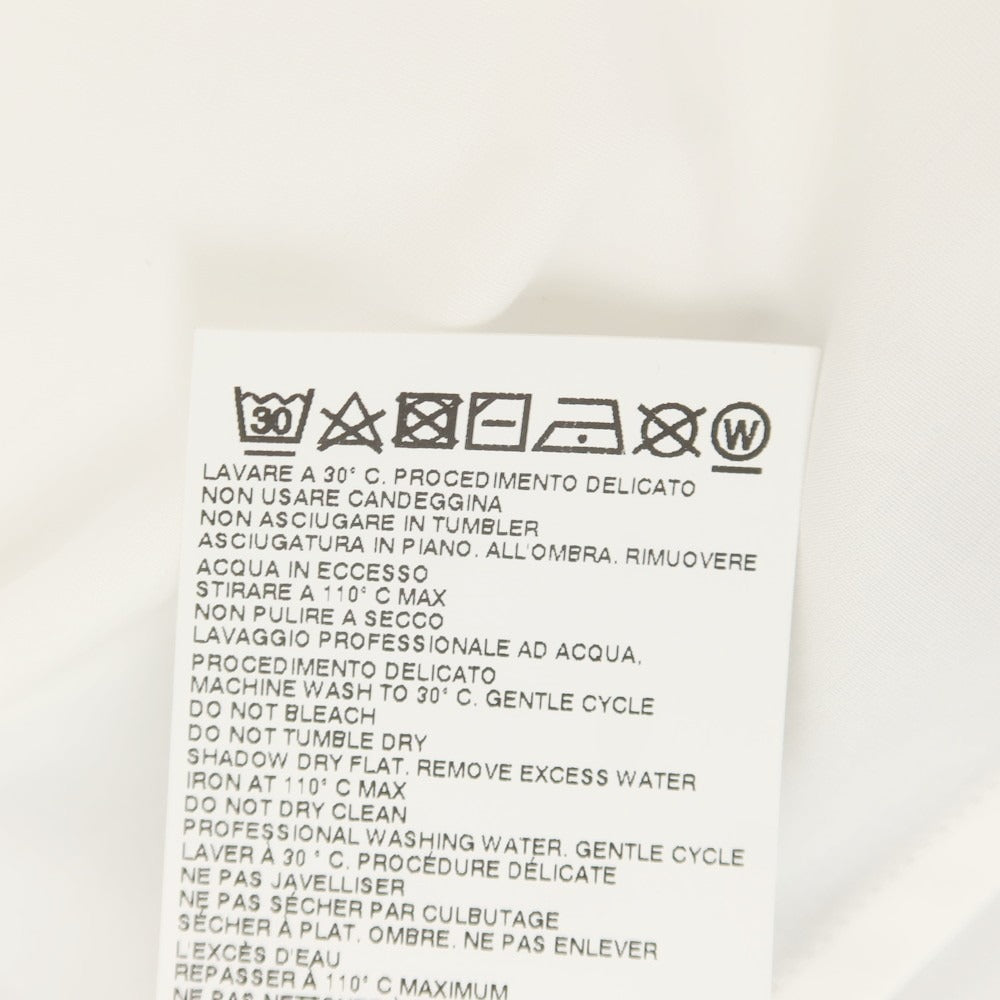 30 W
LAVARE A 30° C. PROCEDIMENTO DELICATO
NON USARE CANDEGGINA
NON ASCIUGARE IN TUMBLER
ASCIUGATURA IN PIANO. ALL'OMBRA. RIMUOVERE
ACQUA IN ECCESSO
STIRARE A 110° C MAX
NON PULIRE A SECCO
LAVAGGIO PROFESSIONALE AD ACQUA,
PROCEDIMENTO DELICATO
MACHINE WASH TO 30° C. GENTLE CYCLE
DO NOT BLEACH
DO NOT TUMBLE DRY
SHADOW DRY FLAT. REMOVE EXCESS WATER
IRON AT 110° C MAX
DO NOT DRY CLEAN
PROFESSIONAL WASHING WATER. GENTLE CYCLE
LAVER À 30 ° C. PROCÉDURE DÉLICATE
NE PAS JAVELLISER
NE PAS SÉCHER PAR CULBUTAGE
SÉCHER À PLAT. OMBRE. NE PAS ENLEVER
L'EXCÈS D'EAU
REPASSER À 110° C MAXIMUM
NE PAS